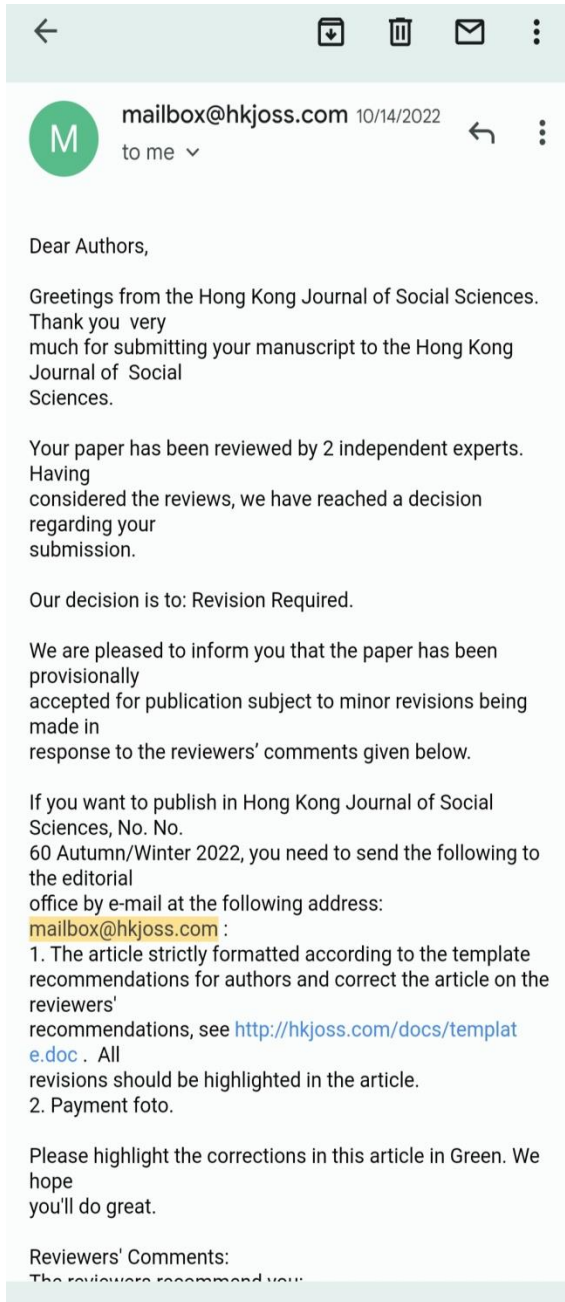 mailbox@hkjoss.com 10/14/2022
M
to me
Dear Authors,
Greetings from the Hong Kong Journal of Social Sciences.
Thank you very
much for submitting your manuscript to the Hong Kong
Journal of Social
Sciences.
Your paper has been reviewed by 2 independent experts.
Having
considered the reviews, we have reached a decision
regarding your
submission.
Our decision is to: Revision Required.
We are pleased to inform you that the paper has been
provisionally
accepted for publication subject to minor revisions being
made in
response to the reviewers’ comments given below.
If you want to publish in Hong Kong Journal of Social
Sciences, No. No.
60 Autumn/Winter 2022, you need to send the following to
the editorial
office by e-mail at the following address:
mailbox@hkjoss.com :
1. The article strictly formatted according to the template
recommendations for authors and correct the article on the
reviewers'
recommendations, see http://hkjoss.com/docs/templat
e.doc . All
revisions should be highlighted in the article.
2. Payment foto.
Please highlight the corrections in this article in Green. We
hope
you'll do great.
Reviewers' Comments:
The reviewers recommend you: